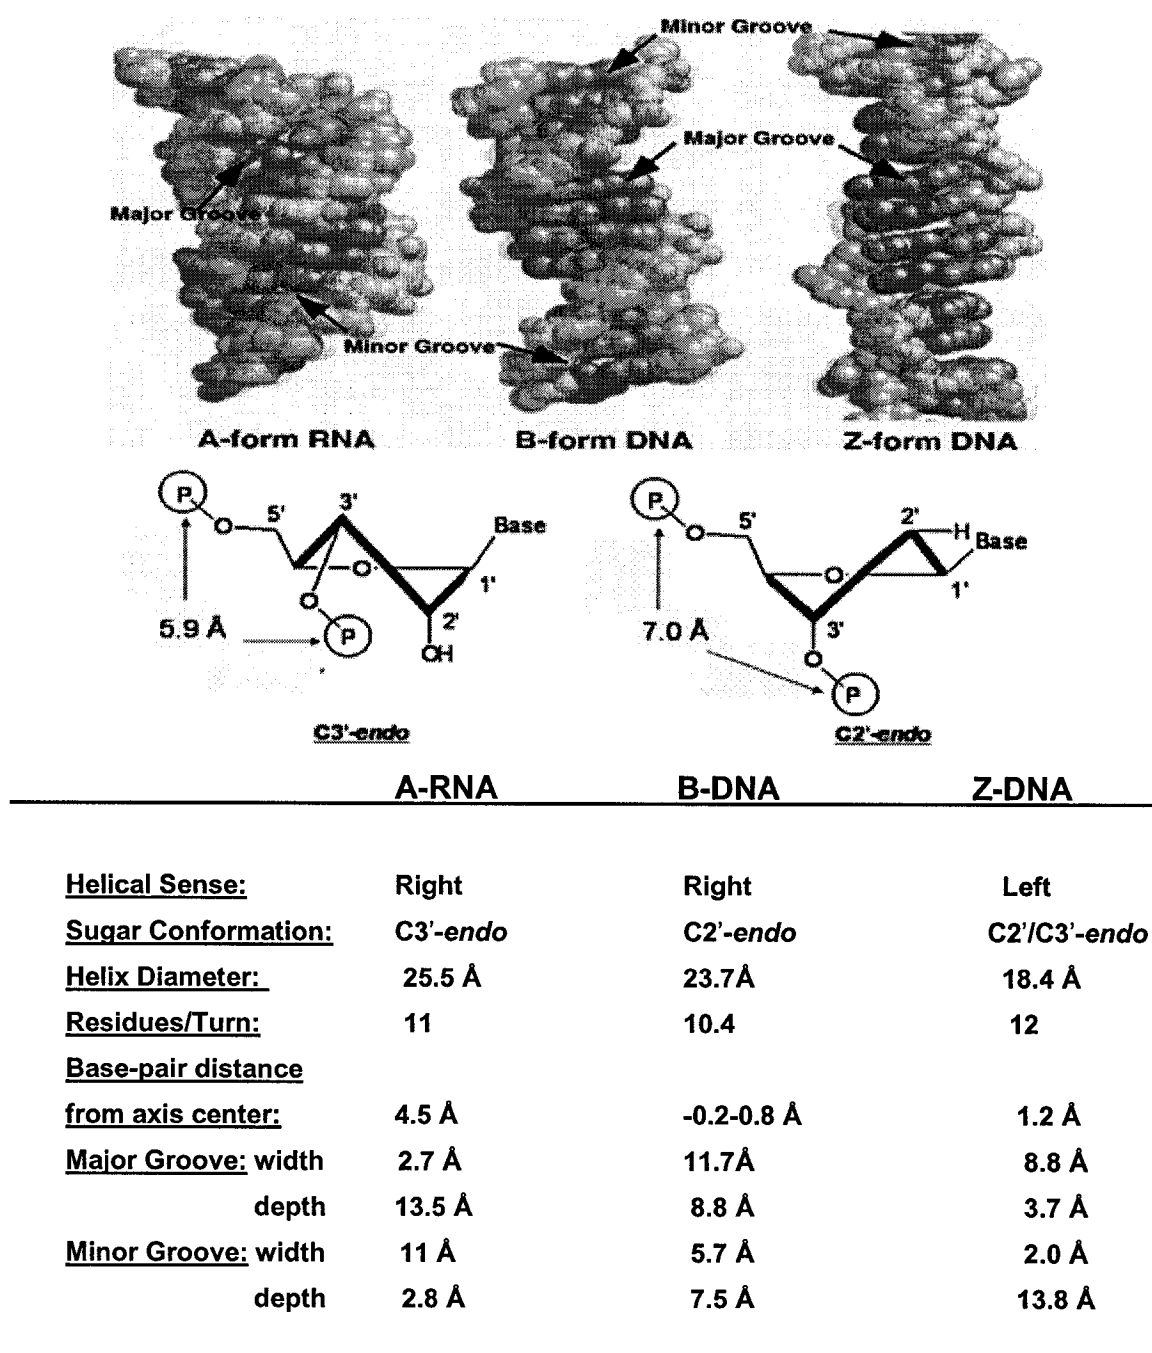 Minor Groove
Major Groove
Major Groove
Minor Groove
A-form RNA B-form DNA Z-form DNA
P O 5' 3' Base O 1' O P 2' OH 5.9 Å
C3'-endo
P O 5' 2' H Base O 1' 3' O P 7.0 Å
C2'-endo
A-RNA B-DNA Z-DNA
Helical Sense: Right Right Left
Sugar Conformation: C3'-endo C2'-endo C2'/C3'-endo
Helix Diameter: 25.5 Å 23.7Å 18.4 Å
Residues/Turn: 11 10.4 12
Base-pair distance
from axis center: 4.5 Å -0.2-0.8 Å 1.2 Å
Major Groove: width 2.7 Å 11.7Å 8.8 Å
depth 13.5 Å 8.8 Å 3.7 Å
Minor Groove: width 11 Å 5.7 Å 2.0 Å
depth 2.8 Å 7.5 Å 13.8 Å